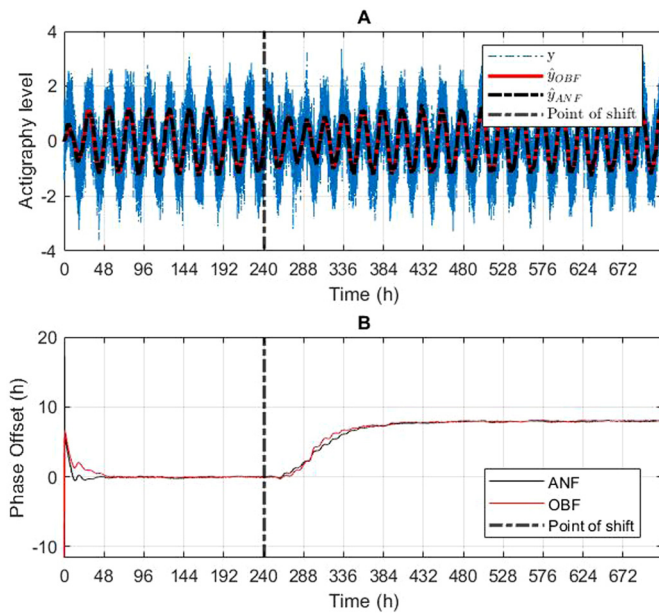 A
4
2
0
-2
-4
Actigraphy level
y
ŷOBF
ŷANF
Point of shift
0 48 96 144 192 240 288 336 384 432 480 528 576 624 672
Time (h)
B
20
10
0
-10
Phase Offset (h)
ANF
OBF
Point of shift
0 48 96 144 192 240 288 336 384 432 480 528 576 624 672
Time (h)